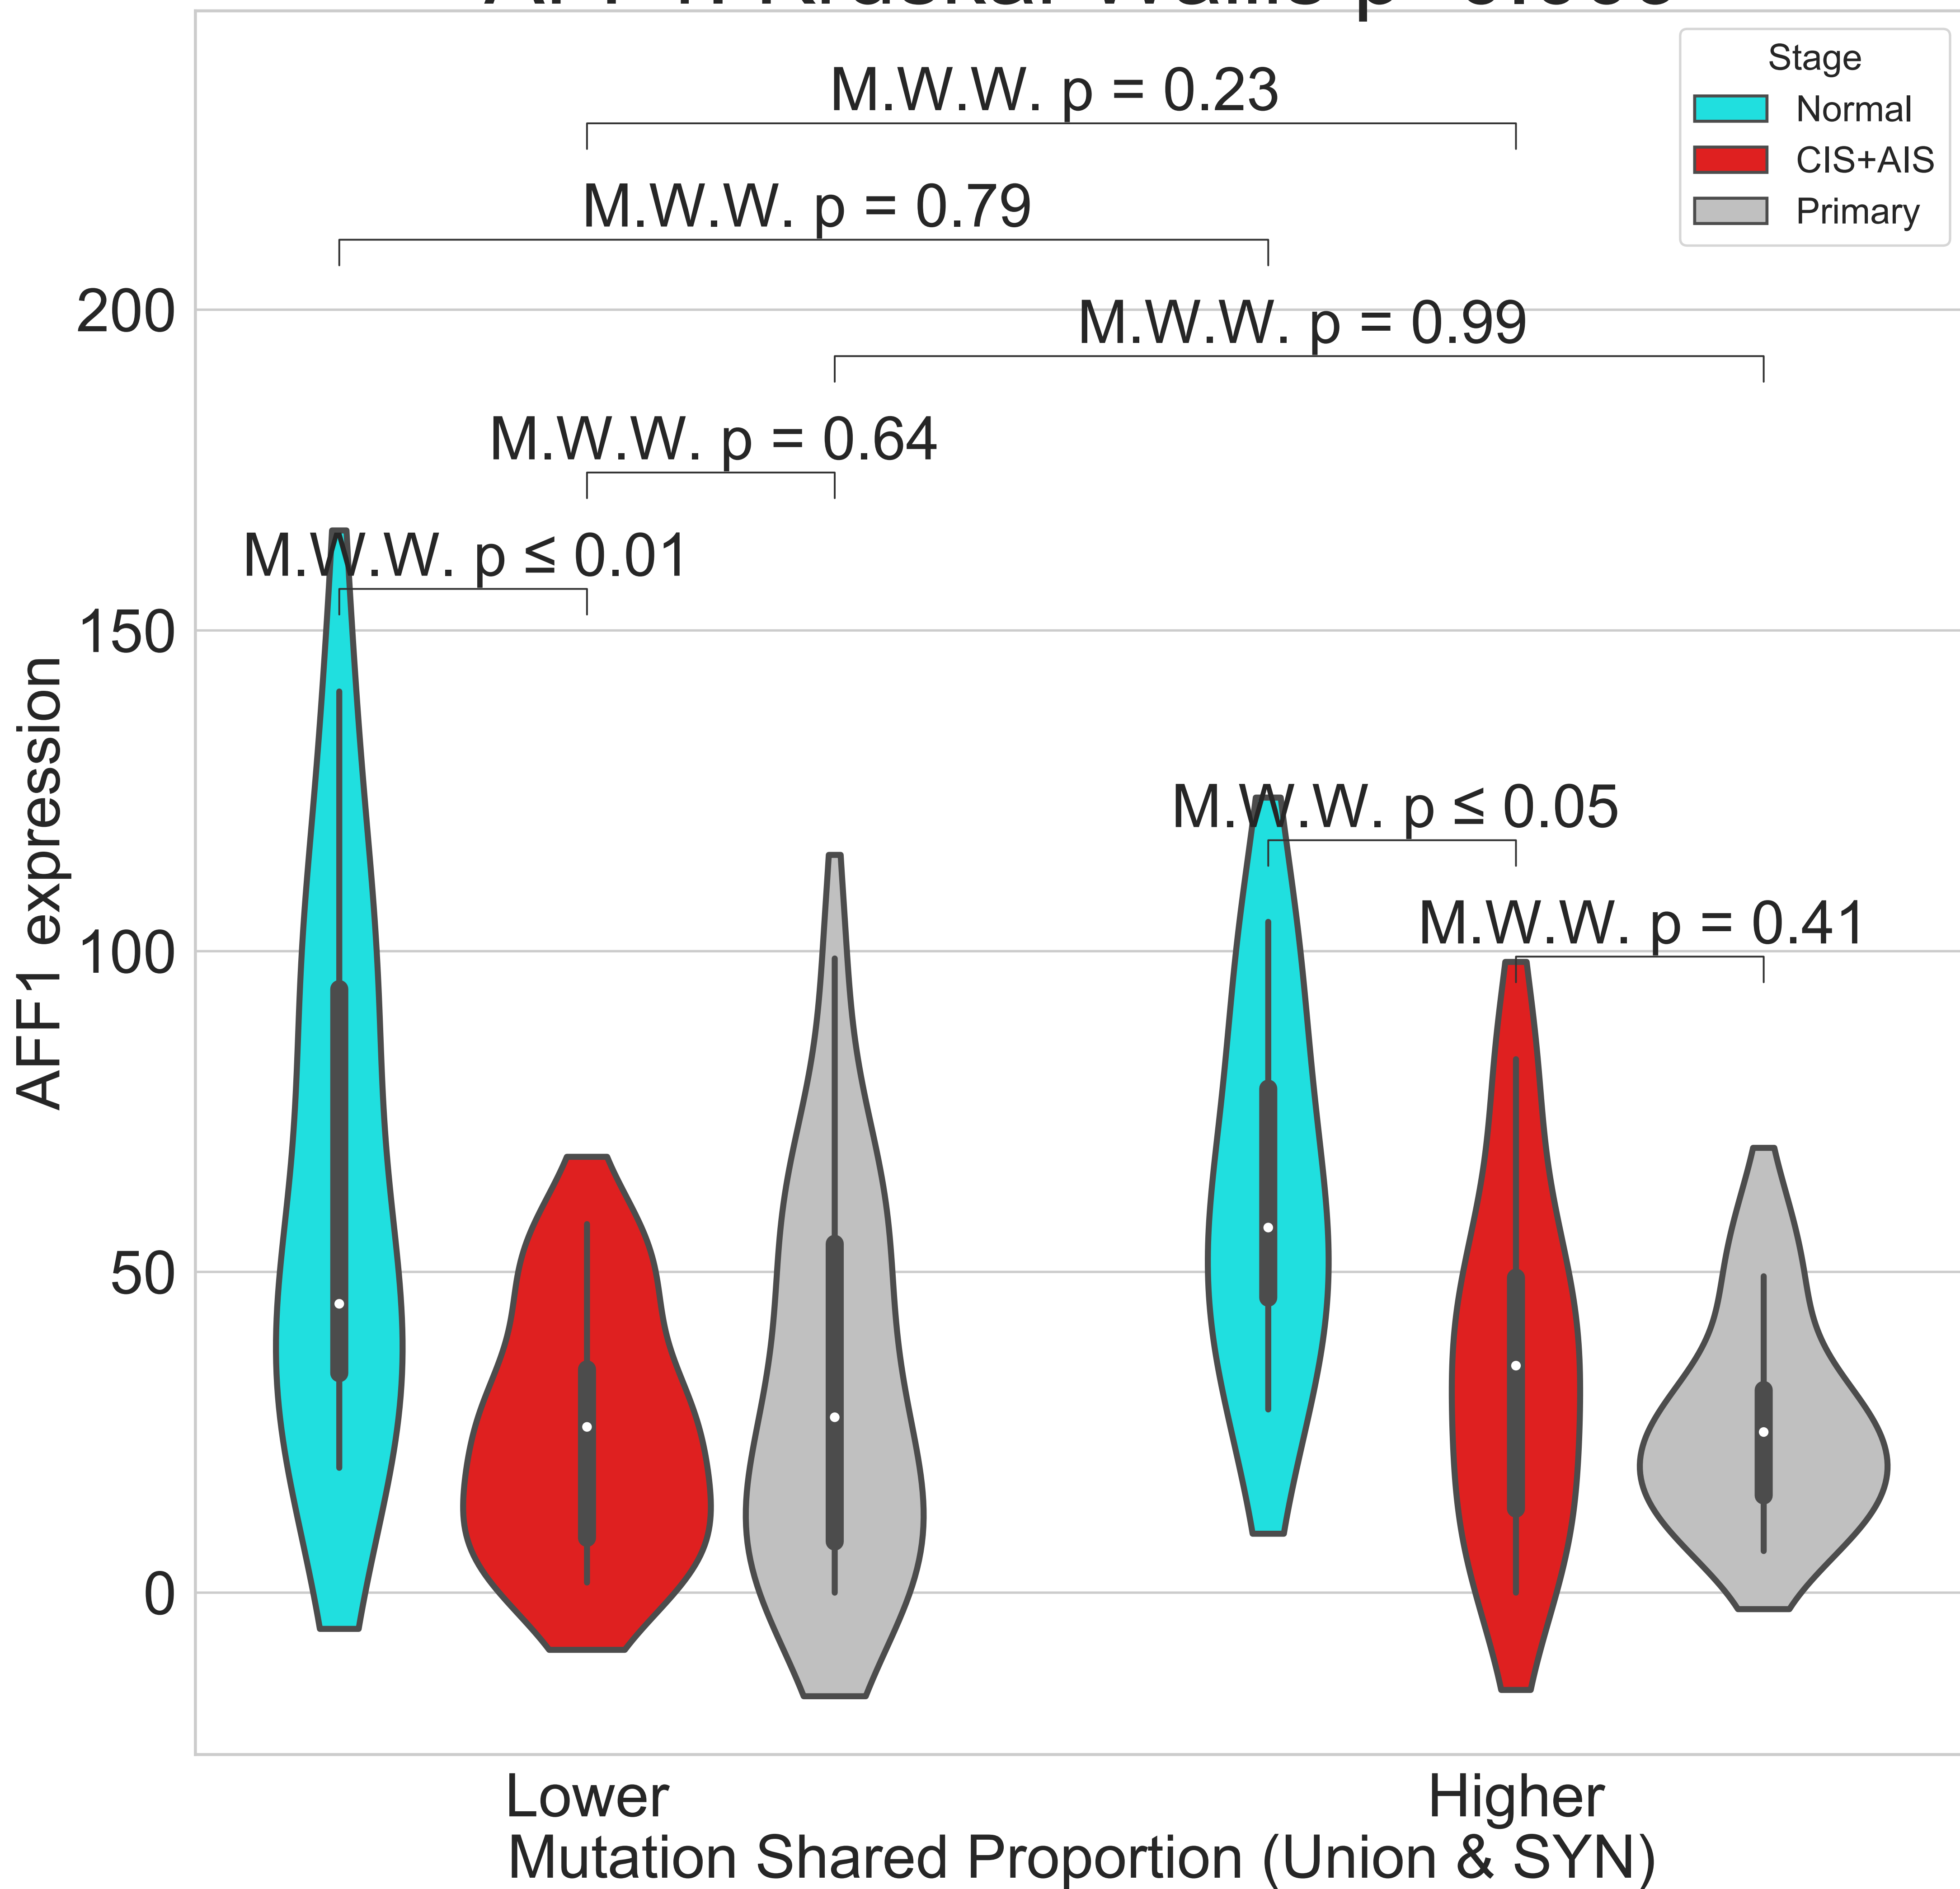 Stage
Normal
CIS+AIS
Primary
M.W.W. p = 0.23
M.W.W. p = 0.79
M.W.W. p = 0.99
M.W.W. p = 0.64
M.W.W. p ≤ 0.01
M.W.W. p ≤ 0.05
M.W.W. p = 0.41
200
150
100
50
0
AFF1 expression
Lower
Higher
Mutation Shared Proportion (Union & SYN)